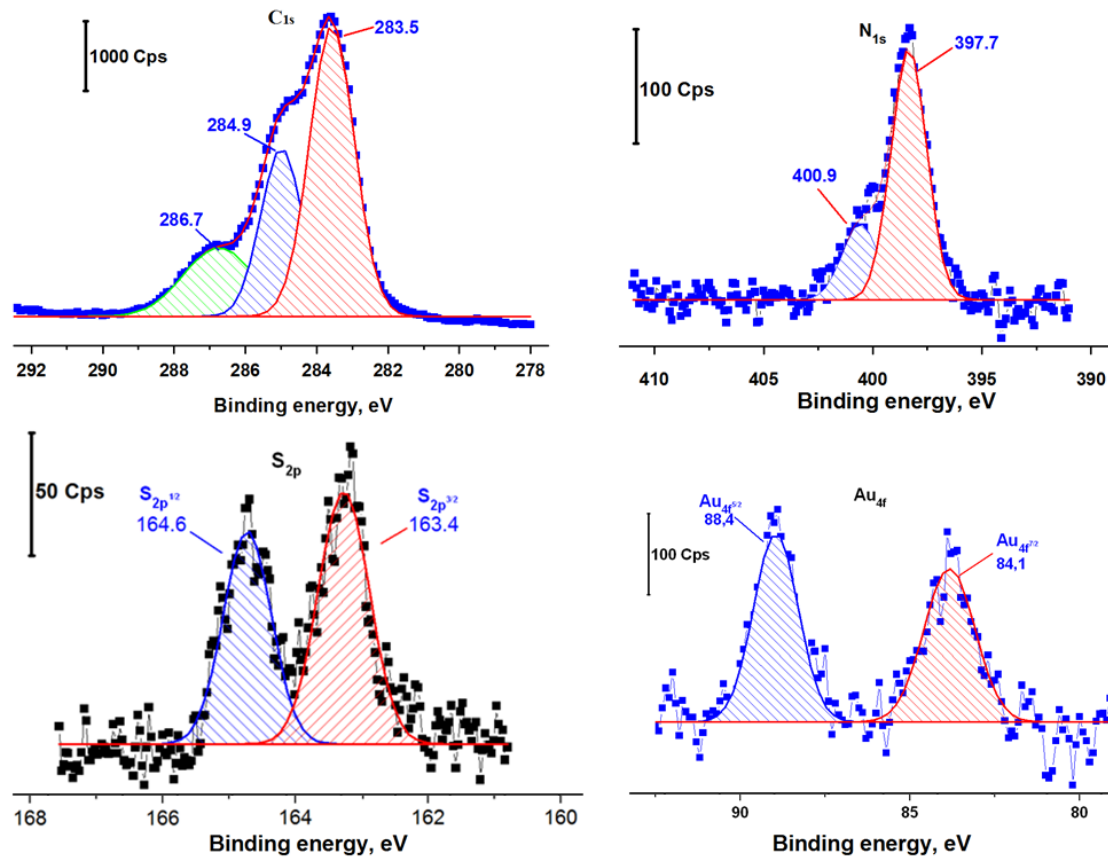 C1s
1000 Cps
283.5
284.9
286.7
292 290 288 286 284 282 280 278
Binding energy, eV
N1s
100 Cps
397.7
400.9
410 405 400 395 390
Binding energy, eV
S2p
50 Cps
S2p1/2
164.6
S2p3/2
163.4
168 166 164 162 160
Binding energy, eV
Au4f
Au4f5/2
88,4
100 Cps
Au4f7/2
84,1
90 85 80
Binding energy, eV